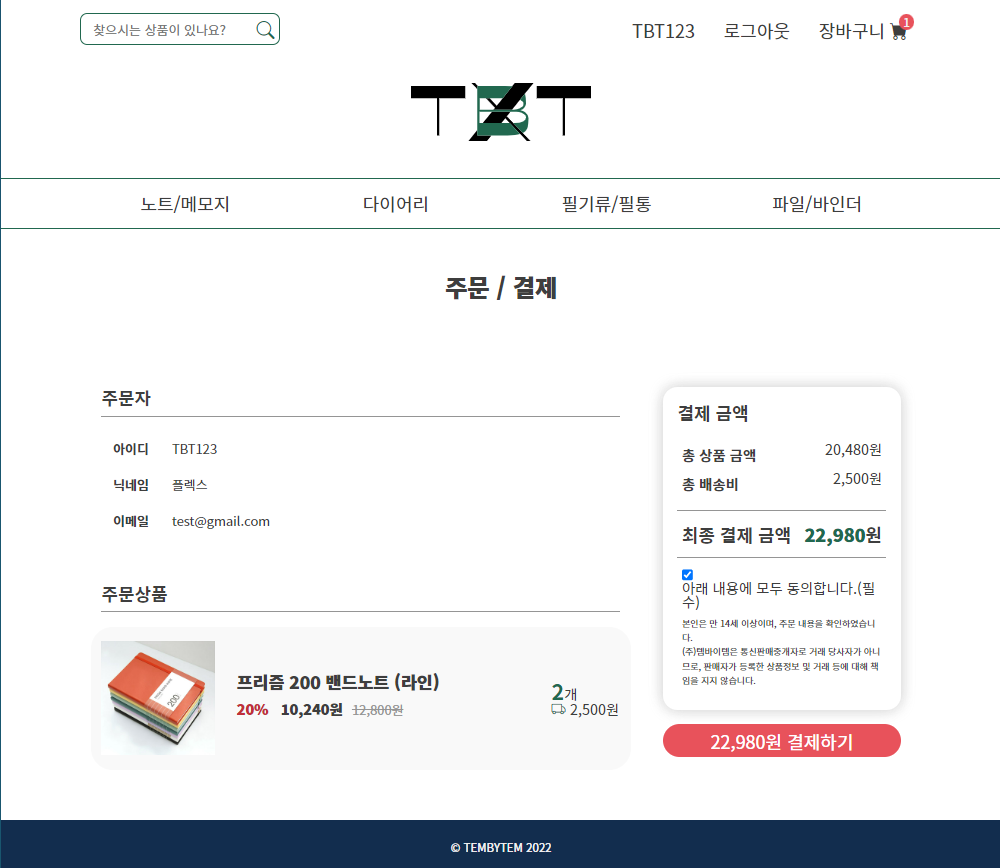 찾으시는 상품이 있나요?
TBT123 로그아웃 장바구니 1
TBT
노트/메모지 다이어리 필기류/필통 파일/바인더
주문 / 결제
주문자
아이디 TBT123
닉네임 플렉스
이메일 test@gmail.com
주문상품
200
프리즘 200 밴드노트 (라인)
20% 10,240원 12,800원
2개
2,500원
결제 금액
총 상품 금액 20,480원
총 배송비 2,500원
최종 결제 금액 22,980원
아래 내용에 모두 동의합니다.(필
수)
본인은 만 14세 이상이며, 주문 내용을 확인하였습니
다.
(주)템바이템은 통신판매중개자로 거래 당사자가 아니
므로, 판매자가 등록한 상품정보 및 거래 등에 대해 책
임을 지지 않습니다.
22,980원 결제하기
© TEMBYTEM 2022